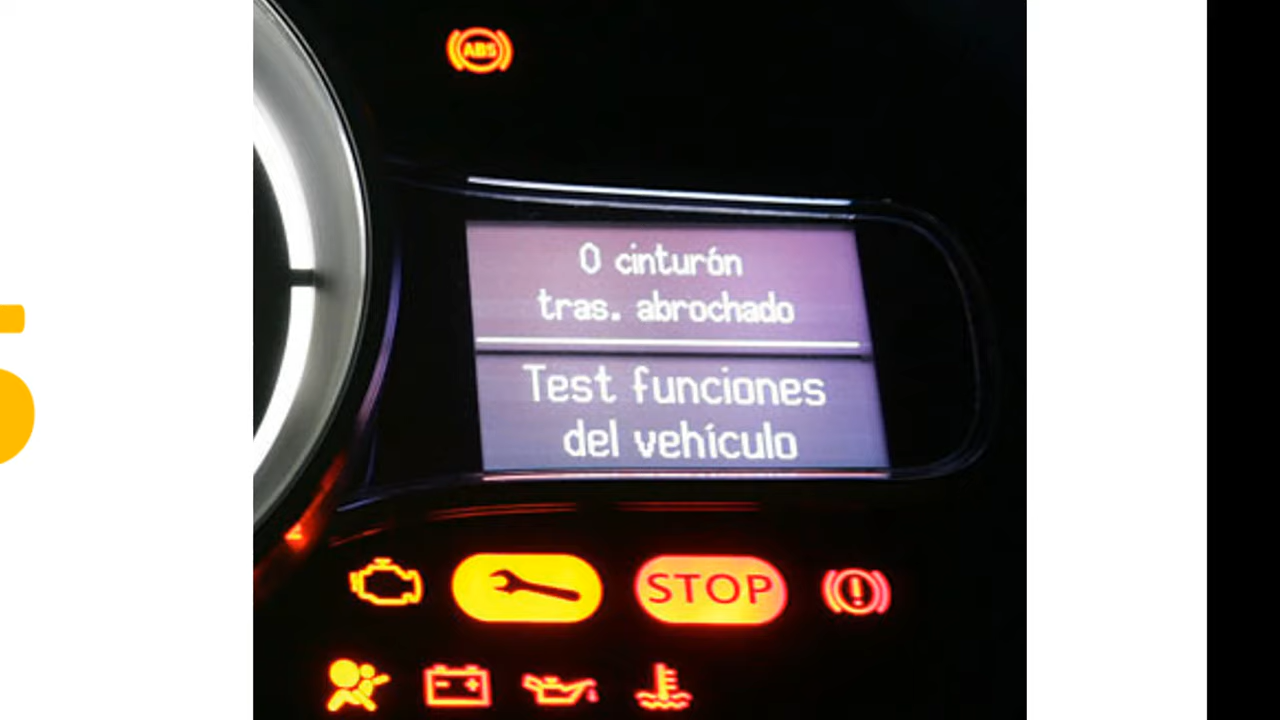 ABS
0 cinturón
tras. abrochado
Test funciones
del vehículo
STOP